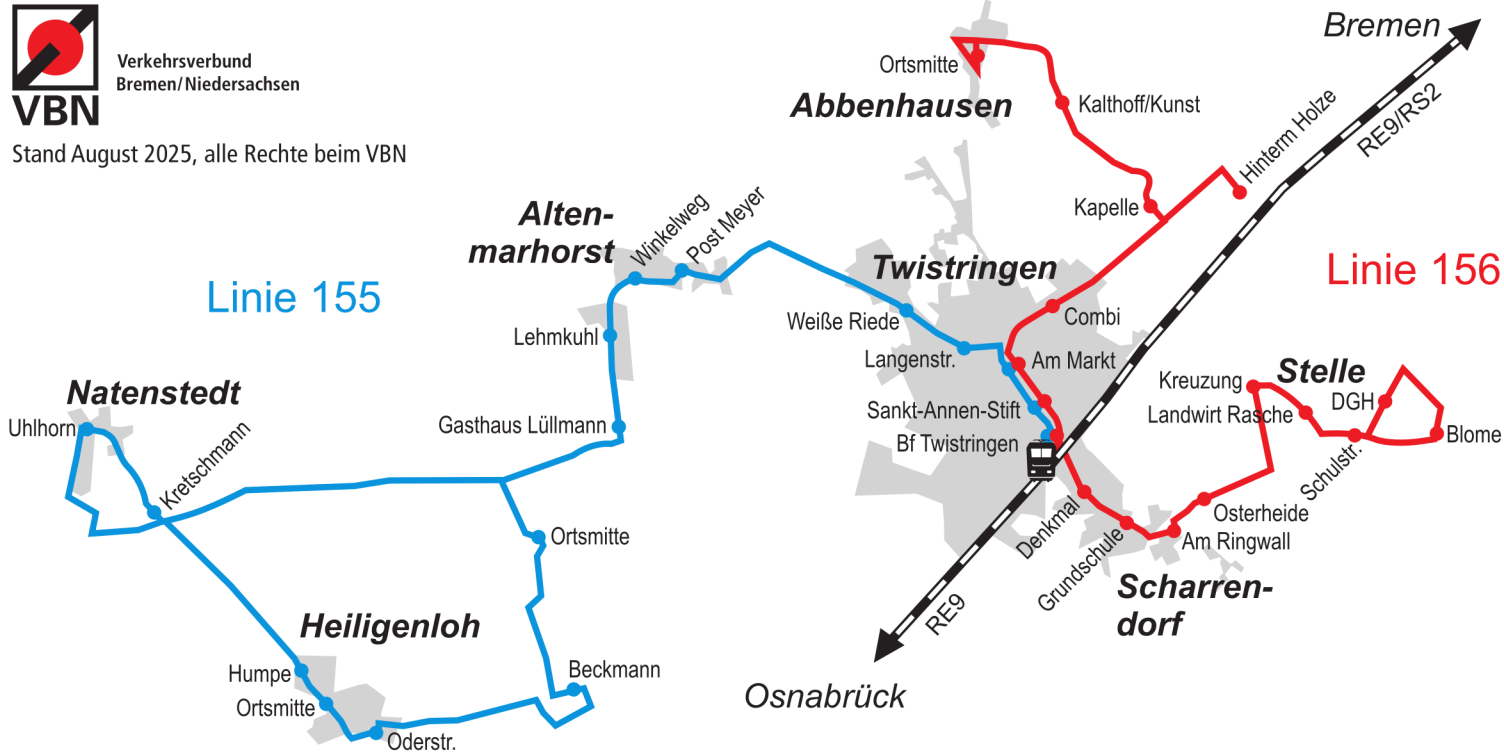 VBN
Verkehrsverbund
Bremen/Niedersachsen
Stand August 2025, alle Rechte beim VBN
Bremen
RE9/RS2
Ortsmitte
Abbenhausen
Kalthoff/Kunst
Hinterm Holze
Kapelle
Linie 155
Alten-
marhorst
Winkelweg
Post Meyer
Twistringen
Linie 156
Weiße Riede
Combi
Lehmkuhl
Langenstr.
Am Markt
Natenstedt
Uhlhorn
Kretschmann
Gasthaus Lüllmann
Sankt-Annen-Stift
Bf Twistringen
Kreuzung
Stelle
Landwirt Rasche
DGH
Blome
Schulstr.
Osterheide
Am Ringwall
Denkmal
Grundschule
Scharren-
dorf
RE9
Ortsmitte
Heiligenloh
Humpe
Ortsmitte
Oderstr.
Beckmann
Osnabrück